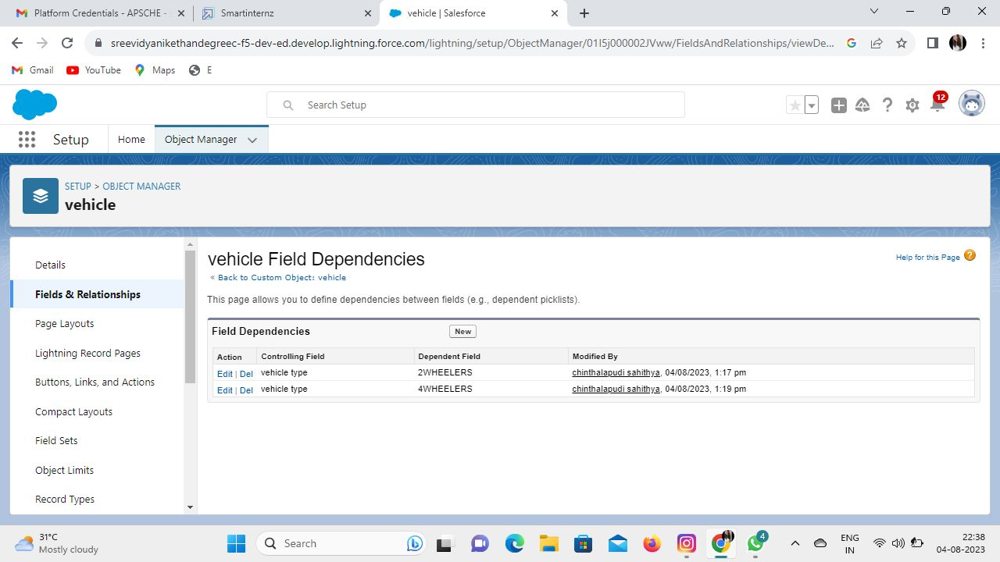 Platform Credentials - APSCHE -
Smartinternz
vehicle | Salesforce
sreevidyanikethandegreec-f5-dev-ed.develop.lightning.force.com/lightning/setup/ObjectManager/01I5j000002JVww/FieldsAndRelationships/viewDe...
Gmail
YouTube
Maps
E
Search Setup
12
Setup
Home
Object Manager
SETUP > OBJECT MANAGER
vehicle
Details
Fields & Relationships
Page Layouts
Lightning Record Pages
Buttons, Links, and Actions
Compact Layouts
Field Sets
Object Limits
Record Types
vehicle Field Dependencies
Help for this Page ?
« Back to Custom Object: vehicle
This page allows you to define dependencies between fields (e.g., dependent picklists).
Field Dependencies
New
Action Controlling Field Dependent Field Modified By
Edit | Del vehicle type 2WHEELERS chinthalapudi sahithya, 04/08/2023, 1:17 pm
Edit | Del vehicle type 4WHEELERS chinthalapudi sahithya, 04/08/2023, 1:19 pm
31°C
Mostly cloudy
Search
4
ENG
IN
22:38
04-08-2023